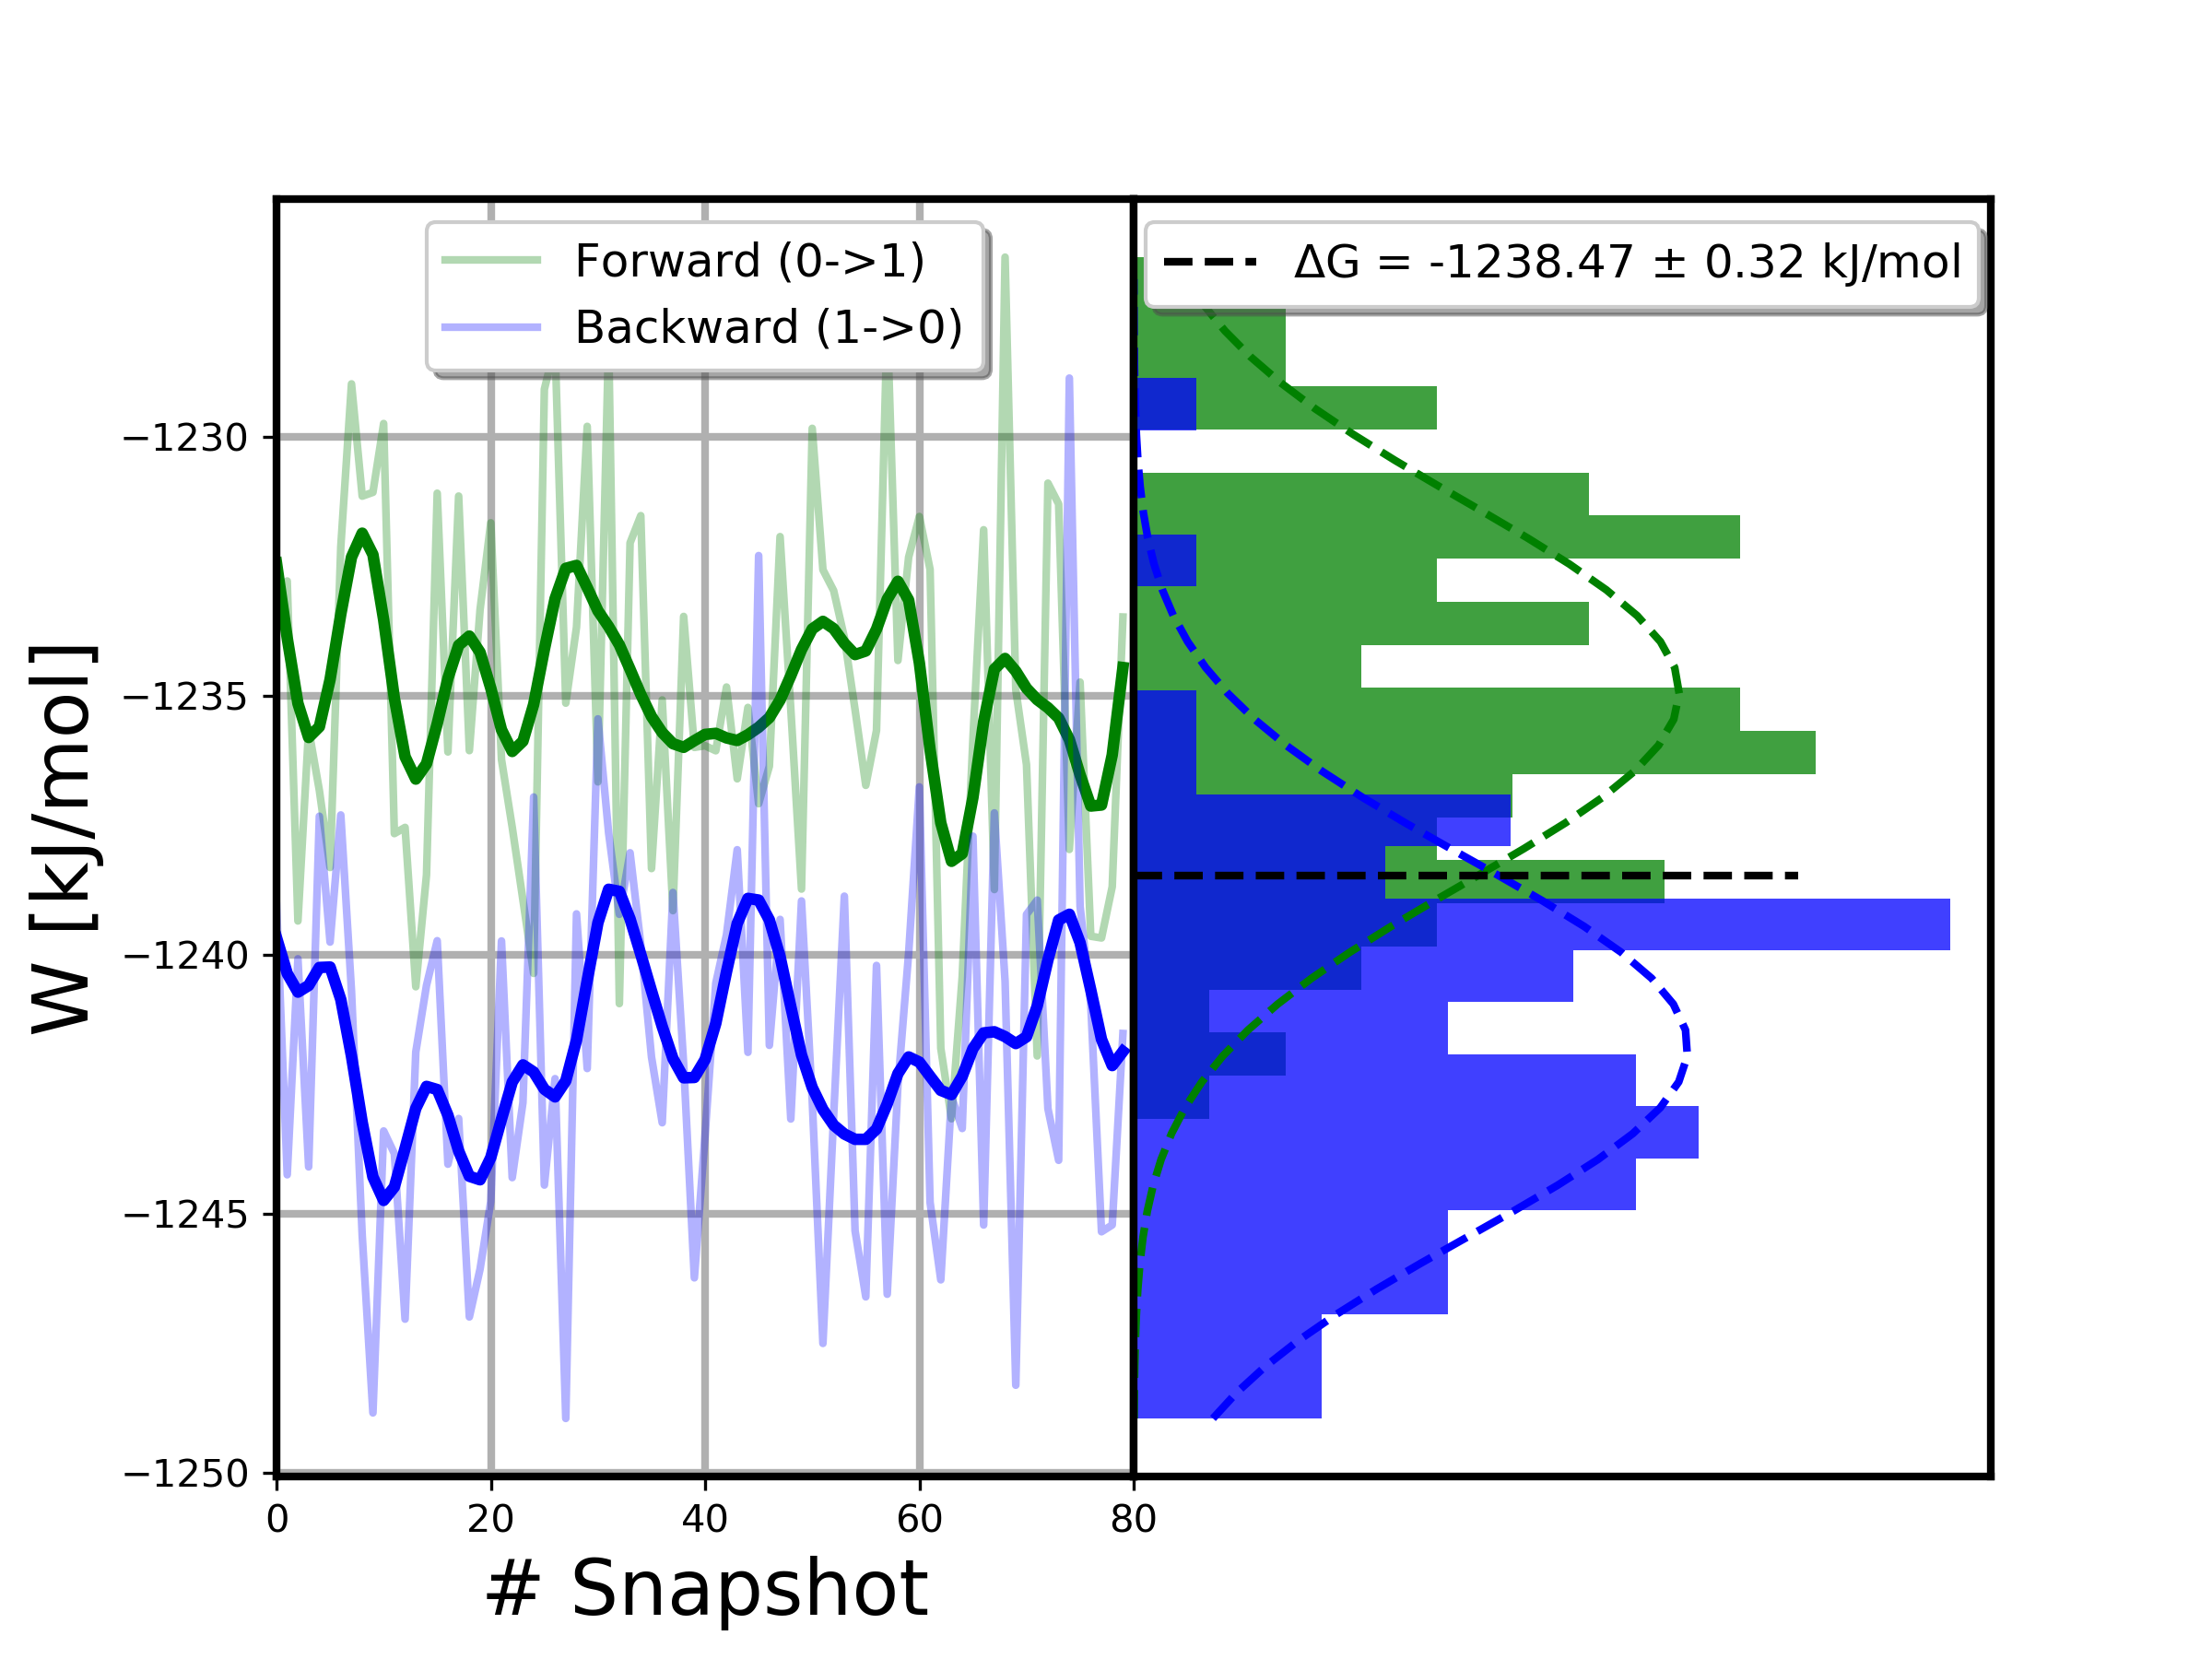 Forward (0->1)
Backward (1->0)
ΔG = -1238.47 ± 0.32 kJ/mol
W [kJ/mol]
−1230
−1235
−1240
−1245
−1250
0 20 40 60 80
# Snapshot